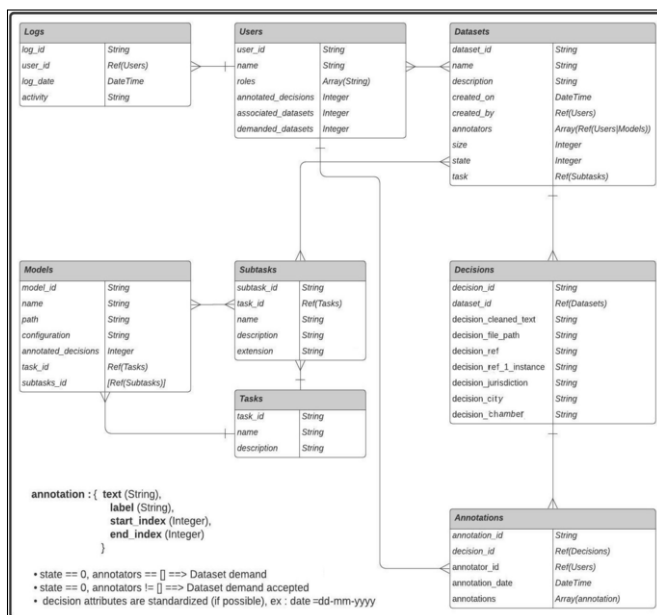 Logs
log_id String
user_id Ref(Users)
log_date DateTime
activity String
Users
user_id String
name String
roles Array(String)
annotated_decisions Integer
associated_datasets Integer
demanded_datasets Integer
Datasets
dataset_id String
name String
description String
created_on DateTime
created_by Ref(Users)
annotators Array(Ref(Users|Models))
size Integer
state Integer
task Ref(Subtasks)
Models
model_id String
name String
path String
configuration String
annotated_decisions Integer
task_id Ref(Tasks)
subtasks_id [Ref(Subtasks)]
Subtasks
subtask_id String
task_id Ref(Tasks)
name String
description String
extension String
Decisions
decision_id String
dataset_id Ref(Datasets)
decision_cleaned_text String
decision_file_path String
decision_ref String
decision_ref_1_instance String
decision_jurisdiction String
decision_city String
decision_chambet String
Tasks
task_id String
name String
description String
annotation : { text (String),
label (String),
start_index (Integer),
end_index (Integer)
}
Annotations
annotation_id String
decision_id Ref(Decisions)
annotator_id Ref(Users)
annotation_date DateTime
annotations Array(annotation)
• state == 0, annotators == [] ==> Dataset demand
• state == 0, annotators != [] ==> Dataset demand accepted
• decision attributes are standardized (if possible), ex : date =dd-mm-yyyy